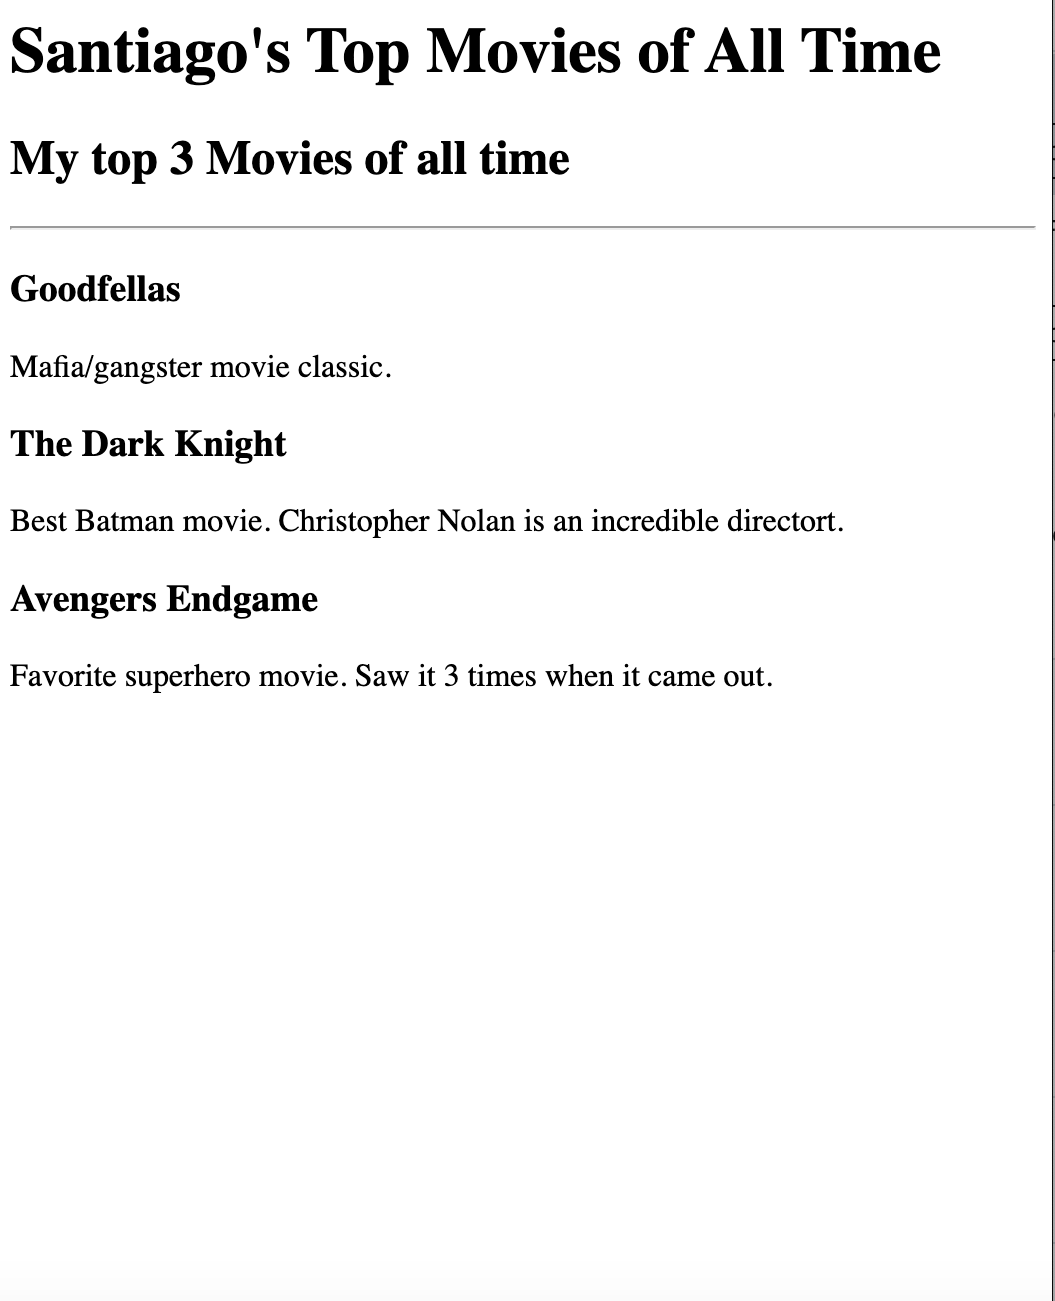 Santiago's Top Movies of All Time
My top 3 Movies of all time
Goodfellas
Mafia/gangster movie classic.
The Dark Knight
Best Batman movie. Christopher Nolan is an incredible directort.
Avengers Endgame
Favorite superhero movie. Saw it 3 times when it came out.